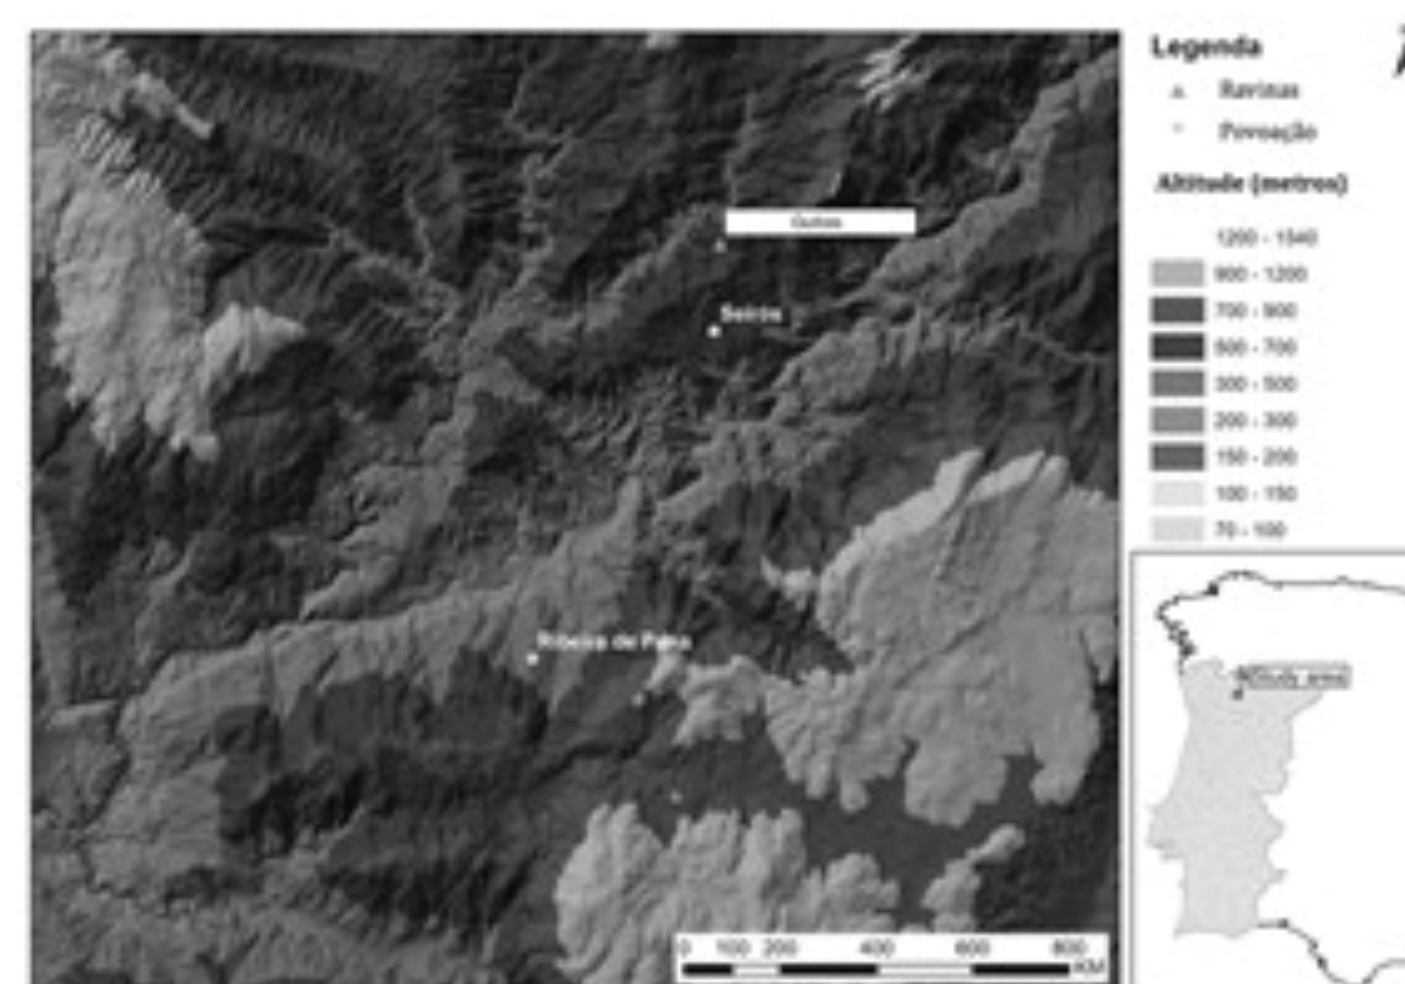 Legenda
Ravinas
Povoação
Altitude (metros)
1200 - 1540
900 - 1200
700 - 900
500 - 700
300 - 500
200 - 300
150 - 200
100 - 150
70 - 100
Seirós
Ribeira de Pena
Study area
0 100 200 400 600 800
KM